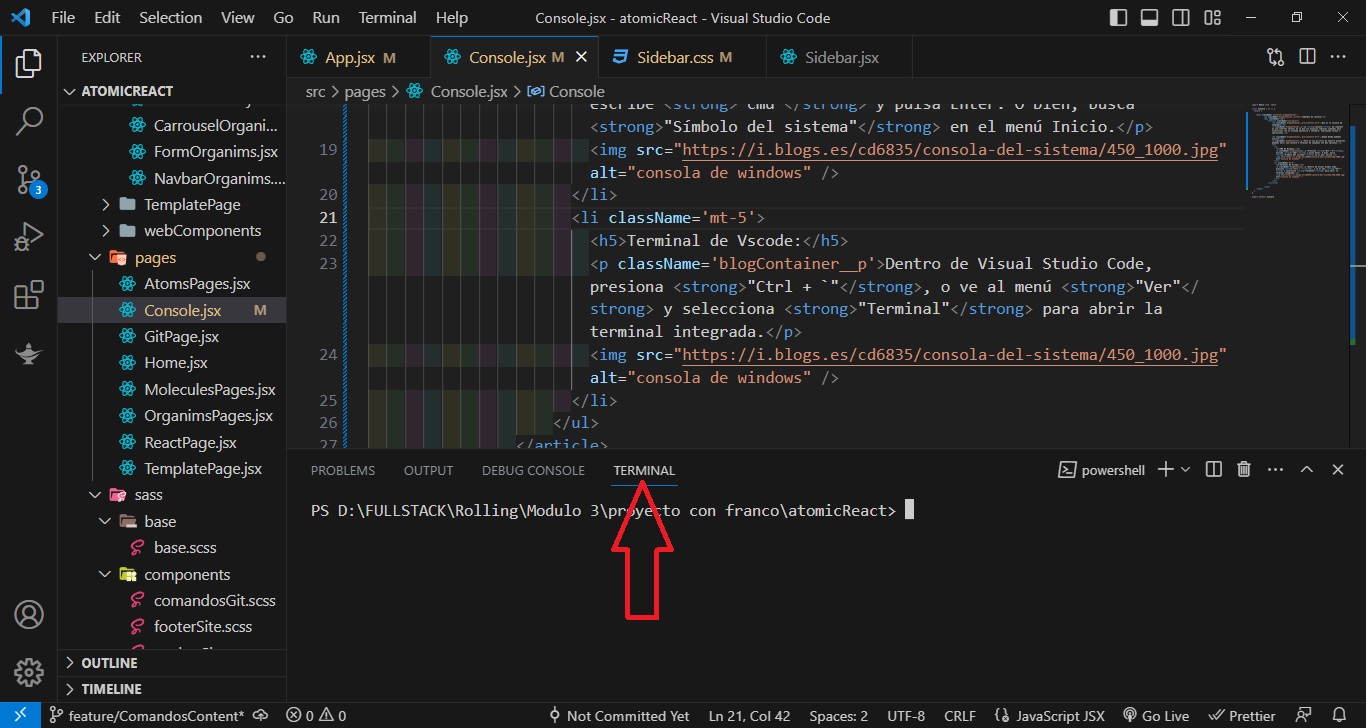 File Edit Selection View Go Run Terminal Help
Console.jsx - atomicReact - Visual Studio Code
EXPLORER
App.jsx M
Console.jsx M
Sidebar.css M
Sidebar.jsx
ATOMICREACT
src > pages > Console.jsx > Console
CarrouselOrgani...
FormOrganims.jsx
NavbarOrganims....
TemplatePage
webComponents
pages
AtomsPages.jsx
Console.jsx M
GitPage.jsx
Home.jsx
MoleculesPages.jsx
OrganimsPages.jsx
ReactPage.jsx
TemplatePage.jsx
sass
base
base.scss
components
comandosGit.scss
footerSite.scss
OUTLINE
TIMELINE
3
escribe <strong> cmd </strong> y pulsa Enter. O bien, busca
<strong>"Símbolo del sistema"</strong> en el menú Inicio.</p>
19 <img src="https://i.blogs.es/cd6835/consola-del-sistema/450_1000.jpg"
alt="consola de windows" />
20 </li>
21 <li className='mt-5'>
22 <h5>Terminal de Vscode:</h5>
23 <p className='blogContainer__p'>Dentro de Visual Studio Code,
presiona <strong>"Ctrl + `"</strong>, o ve al menú <strong>"Ver"</
strong> y selecciona <strong>"Terminal"</strong> para abrir la
terminal integrada.</p>
24 <img src="https://i.blogs.es/cd6835/consola-del-sistema/450_1000.jpg"
alt="consola de windows" />
25 </li>
26 </ul>
27 </article>
PROBLEMS OUTPUT DEBUG CONSOLE TERMINAL
powershell
PS D:\FULLSTACK\Rolling\Modulo 3\proyecto con franco\atomicReact>
feature/ComandosContent* 0 0
Not Committed Yet Ln 21, Col 42 Spaces: 2 UTF-8 CRLF JavaScript JSX Go Live Prettier